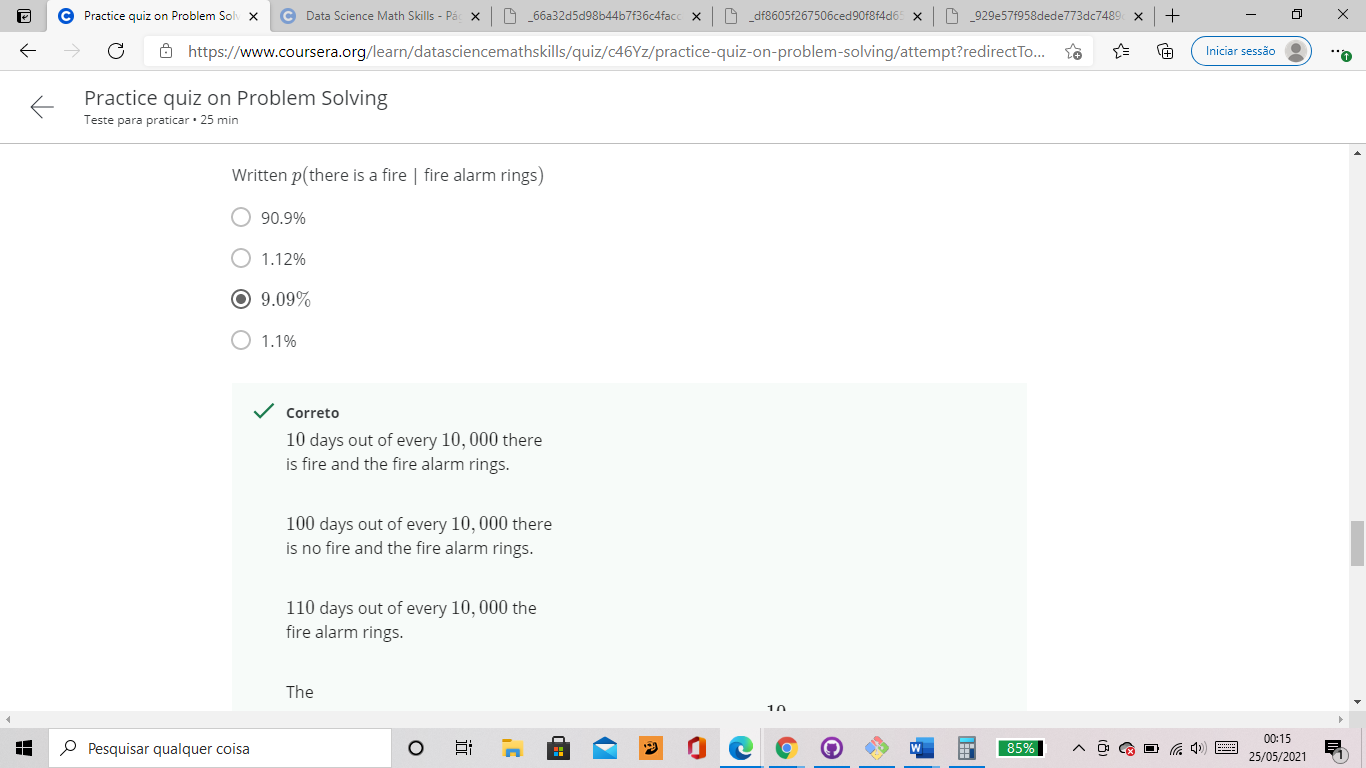 Practice quiz on Problem Solv
Data Science Math Skills - Pá
_66a32d5d98b44b7f36c4facc
_df8605f267506ced90f8f4d6
_929e57f958dede773dc7489
https://www.coursera.org/learn/datasciencemathskills/quiz/c46Yz/practice-quiz-on-problem-solving/attempt?redirectTo...
Iniciar sessão
Practice quiz on Problem Solving
Teste para praticar • 25 min
Written p(there is a fire | fire alarm rings)
90.9%
1.12%
9.09%
1.1%
Correto
10 days out of every 10,000 there
is fire and the fire alarm rings.
100 days out of every 10,000 there
is no fire and the fire alarm rings.
110 days out of every 10,000 the
fire alarm rings.
The
10
Pesquisar qualquer coisa
85%
00:15
25/05/2021
1